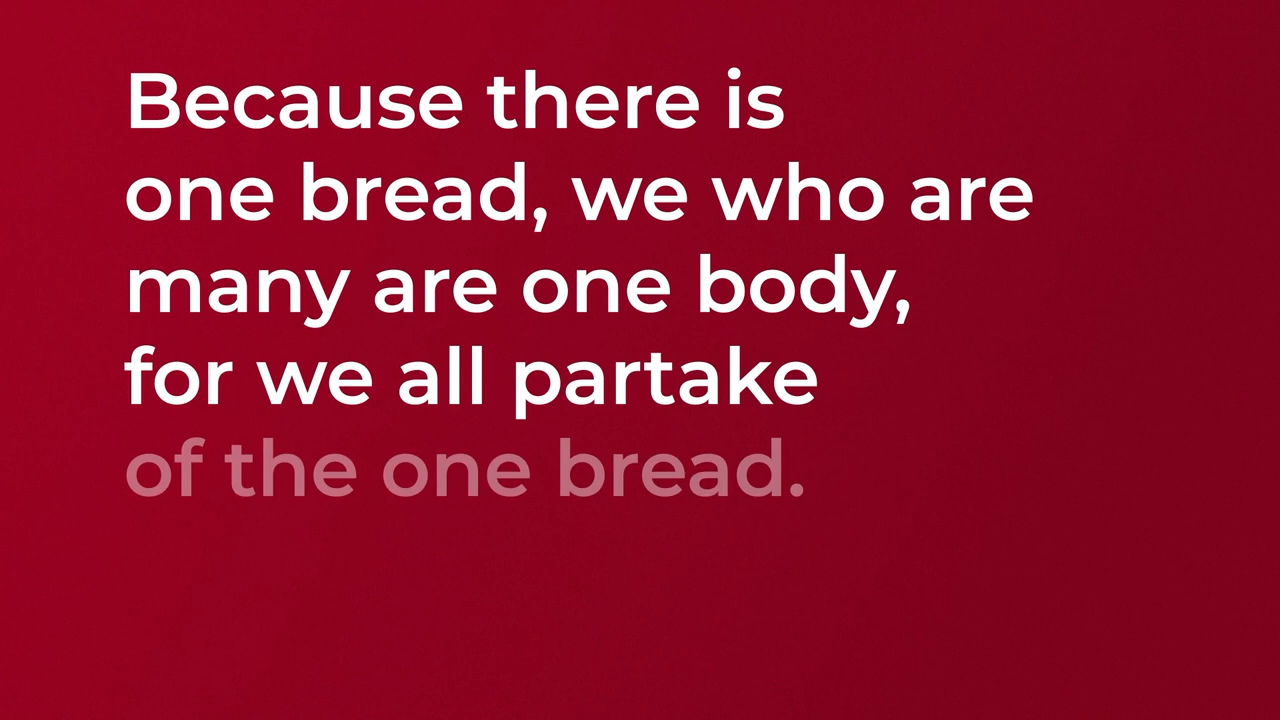 Because there is
one bread, we who are
many are one body,
for we all partake
of the one bread.